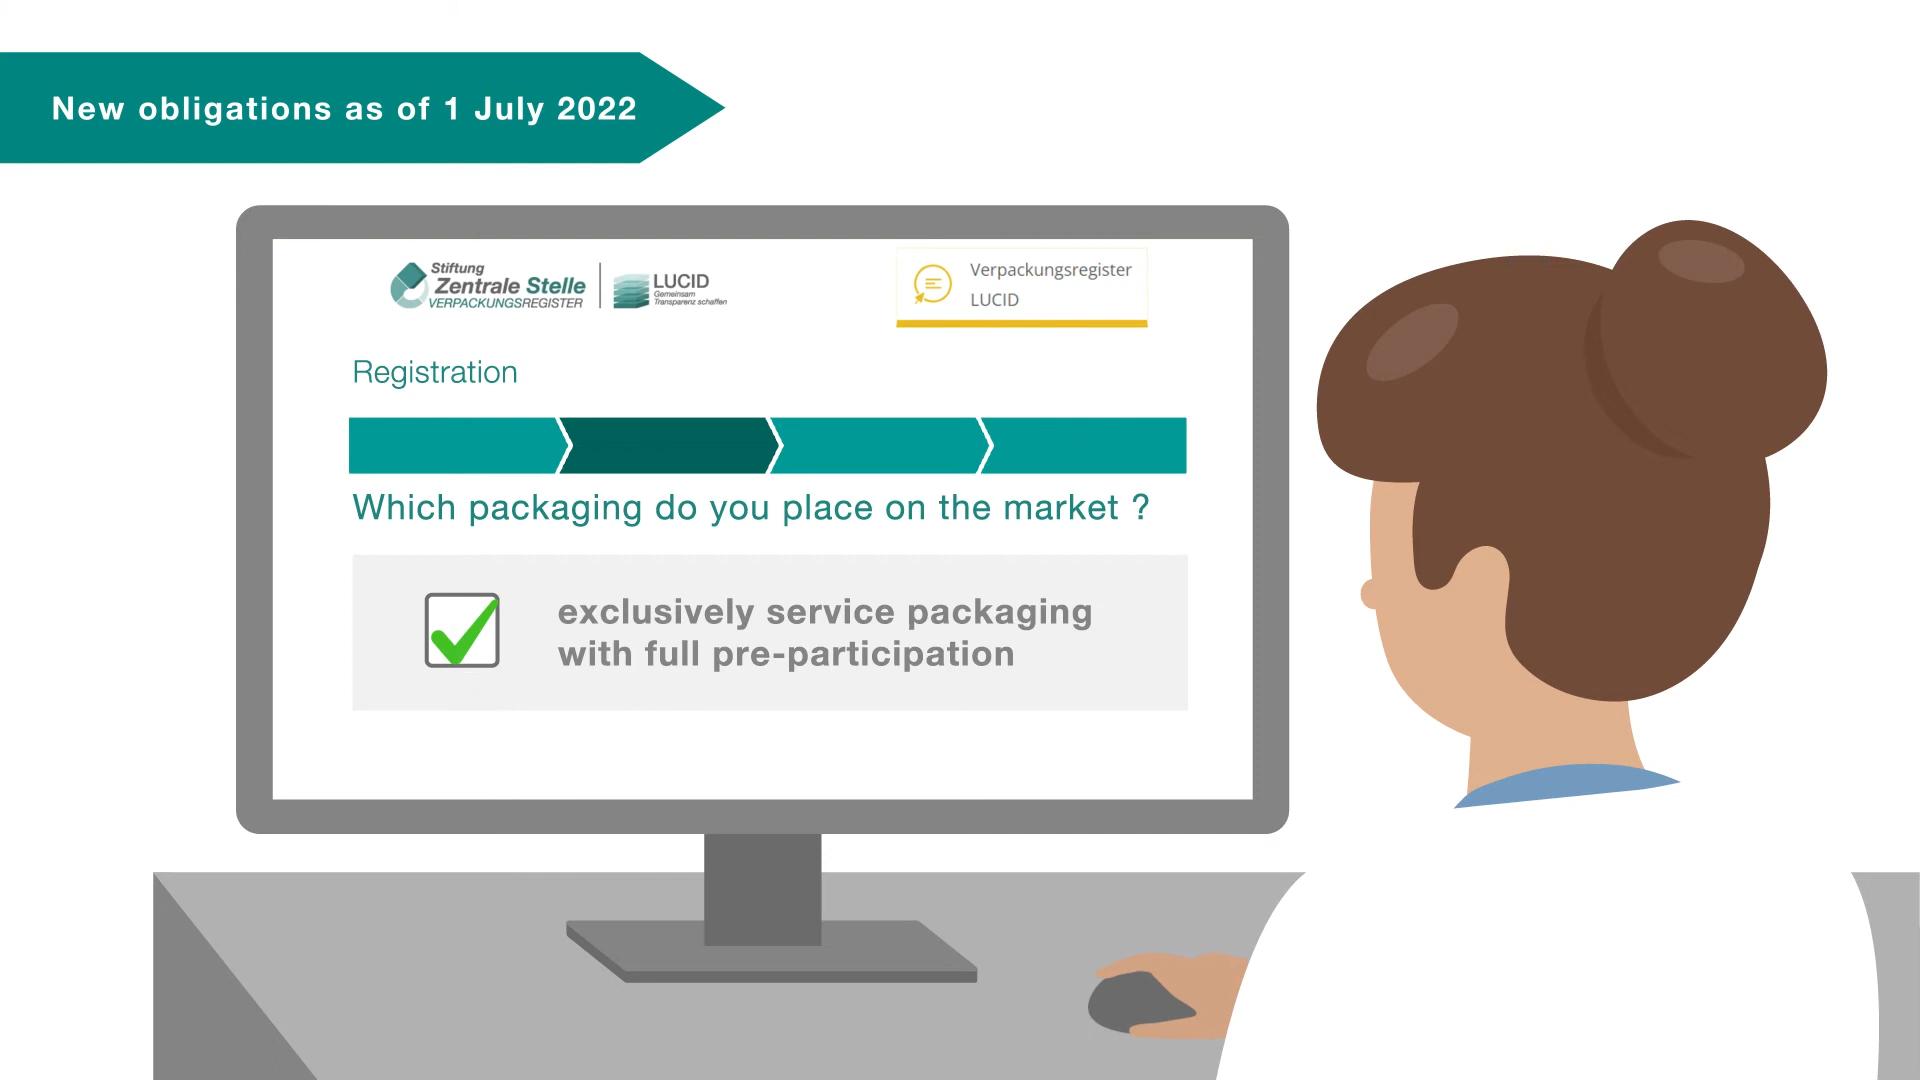 New obligations as of 1 July 2022
Stiftung
Zentrale Stelle
VERPACKUNGSREGISTER
LUCID
Gemeinsam
Transparenz schaffen
Verpackungsregister
LUCID
Registration
Which packaging do you place on the market ?
exclusively service packaging
with full pre-participation